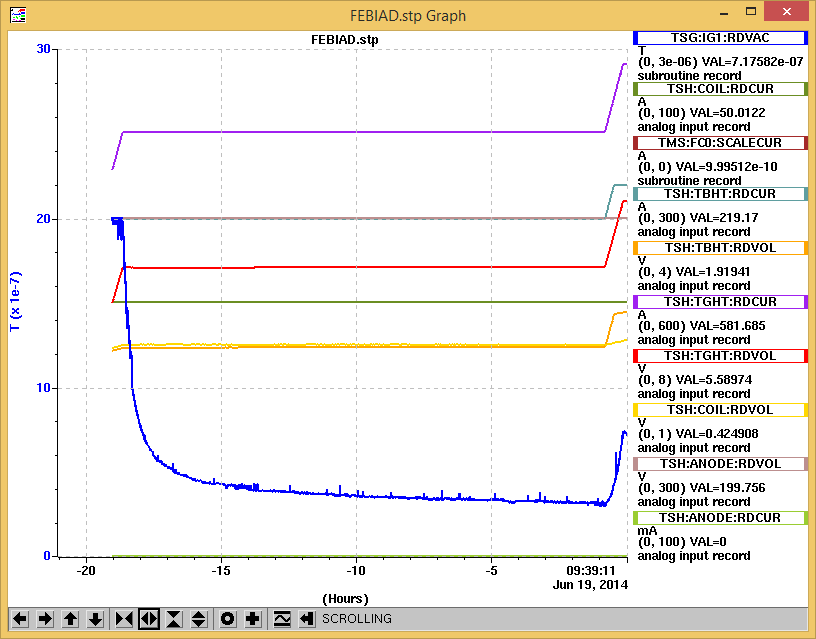 FEBIAD.stp Graph
FEBIAD.stp
30
20
10
0
T (x 1e-7)
-20
-15
-10
-5
09:39:11
Jun 19, 2014
(Hours)
TSG:IG1:RDVAC
T
(0, 3e-06) VAL=7.17582e-07
subroutine record
TSH:COIL:RDCUR
A
(0, 100) VAL=50.0122
analog input record
TMS:FC0:SCALECUR
A
(0, 0) VAL=9.99512e-10
subroutine record
TSH:TBHT:RDCUR
A
(0, 300) VAL=219.17
analog input record
TSH:TBHT:RDVOL
V
(0, 4) VAL=1.91941
analog input record
TSH:TGHT:RDCUR
A
(0, 600) VAL=581.685
analog input record
TSH:TGHT:RDVOL
V
(0, 8) VAL=5.58974
analog input record
TSH:COIL:RDVOL
V
(0, 1) VAL=0.424908
analog input record
TSH:ANODE:RDVOL
V
(0, 300) VAL=199.756
analog input record
TSH:ANODE:RDCUR
mA
(0, 100) VAL=0
analog input record
SCROLLING